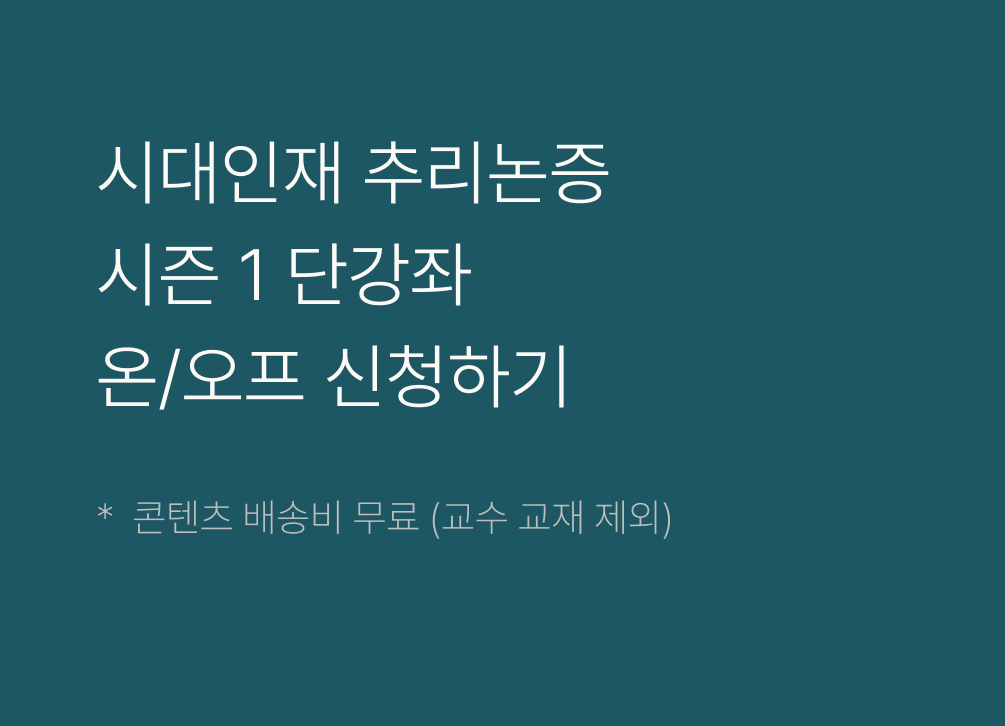 시대인재 추리논증
시즌 1 단강좌
온/오프 신청하기
* 콘텐츠 배송비 무료 (교수 교재 제외)